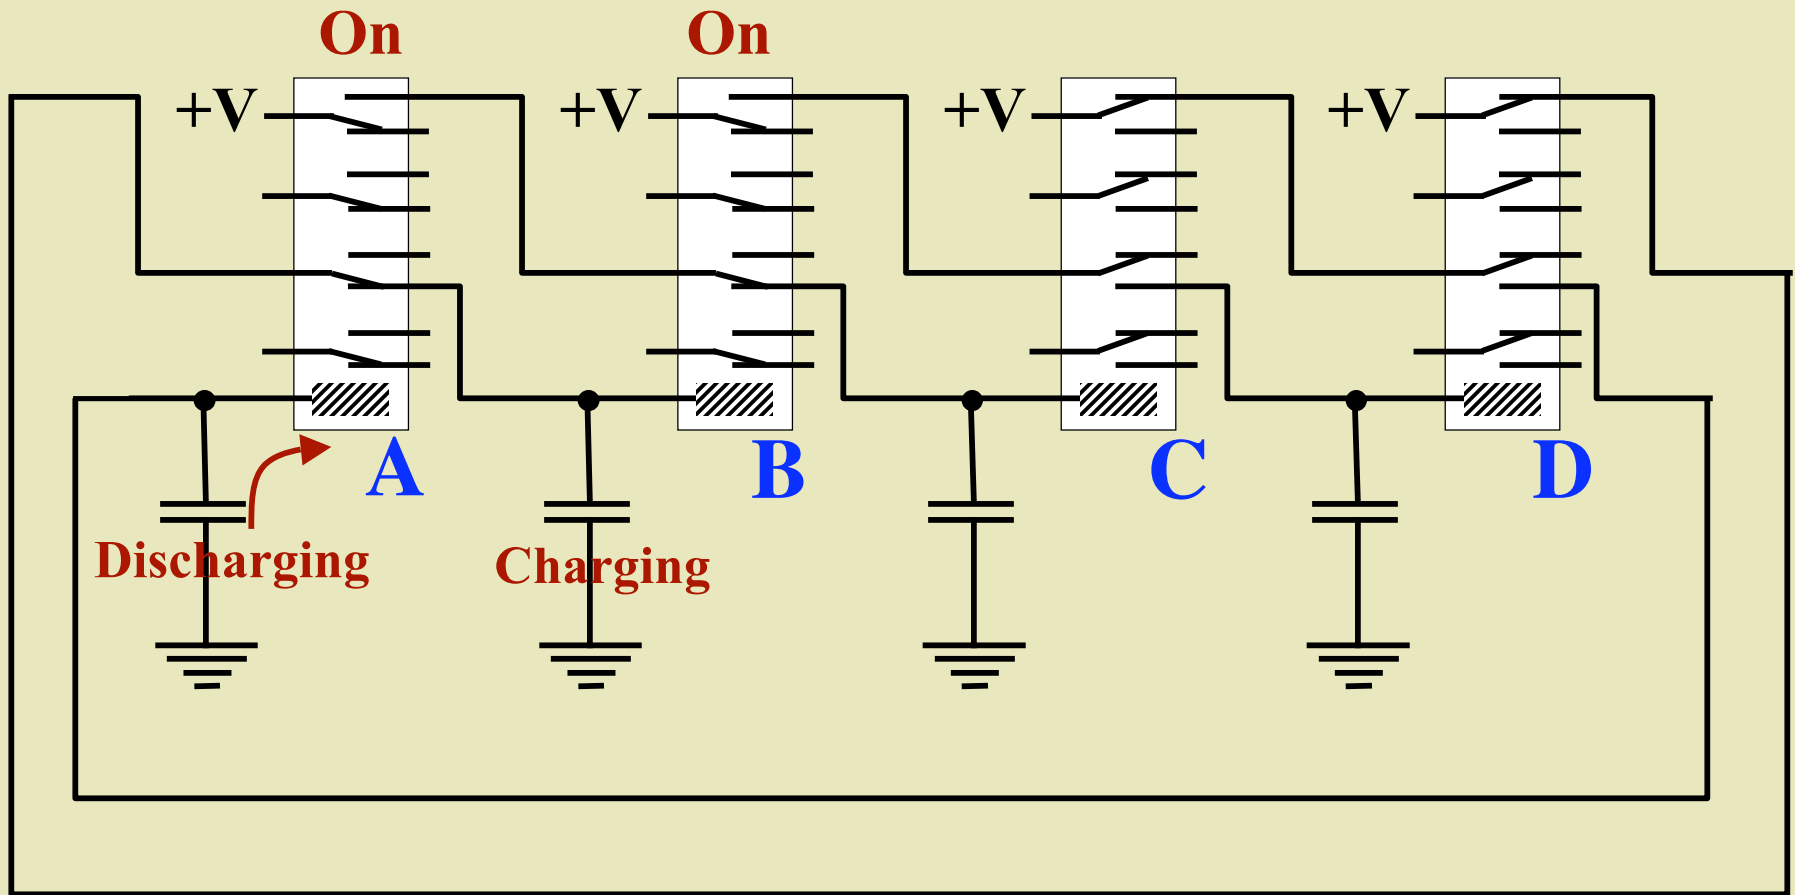 On
On
+V
+V
+V
+V
A
B
C
D
Discharging
Charging